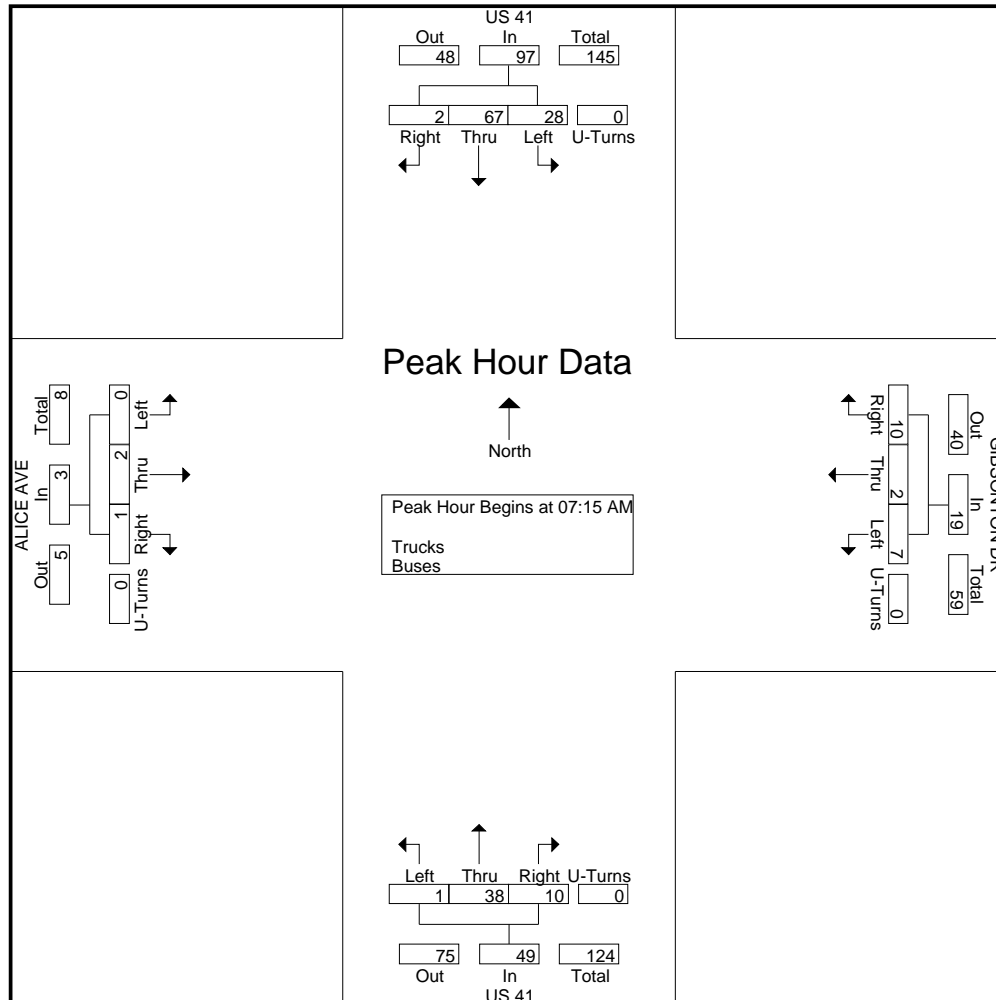 US 41
Out In Total
48 97 145
2 67 28 0
Right Thru Left U-Turns
Peak Hour Data
North
Peak Hour Begins at 07:15 AM
Trucks
Buses
ALICE AVE
Total In Out
8 3 5
0 2 1 0
Left Thru Right U-Turns
Right Thru Left U-Turns
10 2 7 0
40 19 59
Out In Total
GIBSONTON DR
Left Thru Right U-Turns
1 38 10 0
75 49 124
Out In Total
US 41